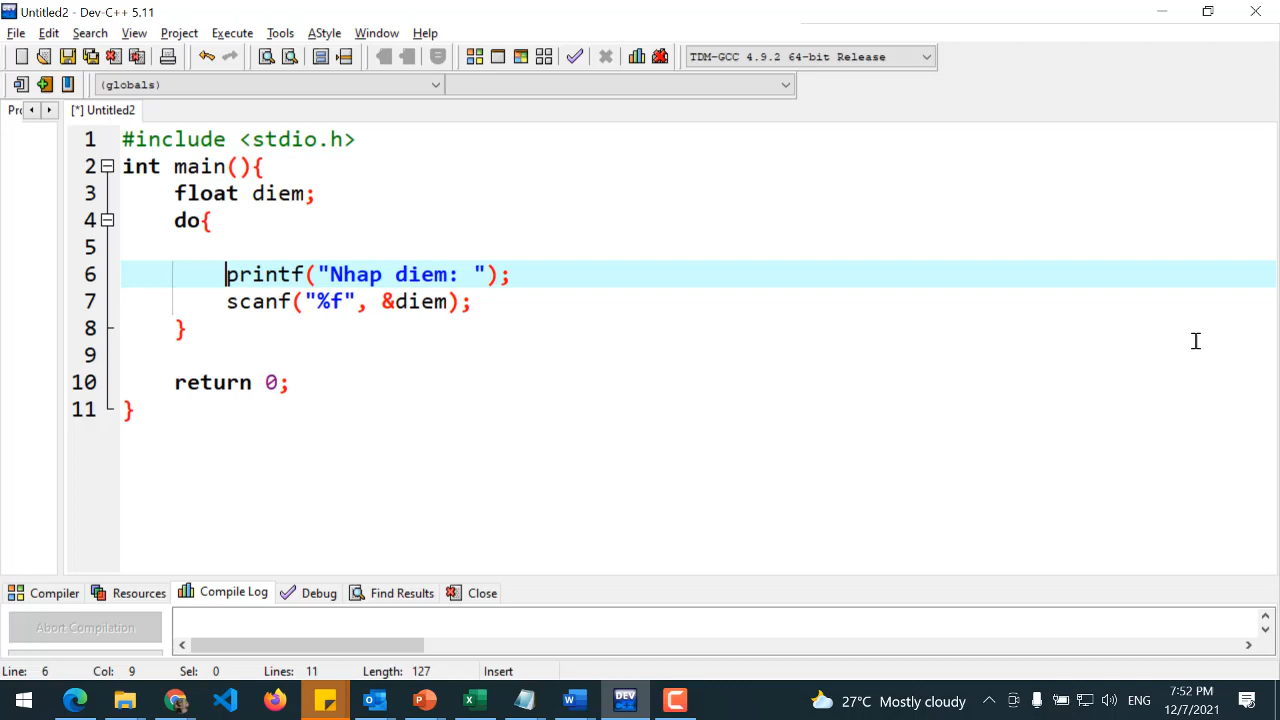 Untitled2 - Dev-C++ 5.11
File Edit Search View Project Execute Tools AStyle Window Help
TDM-GCC 4.9.2 64-bit Release
(globals)
Prc [*] Untitled2
1 #include <stdio.h>
2 int main(){
3 float diem;
4 do{
5
6 printf("Nhap diem: ");
7 scanf("%f", &diem);
8 }
9
10 return 0;
11 }
Compiler Resources Compile Log Debug Find Results Close
Abort Compilation
Line: 6 Col: 9 Sel: 0 Lines: 11 Length: 127 Insert
DEV C++ 27°C Mostly cloudy ENG 7:52 PM
12/7/2021